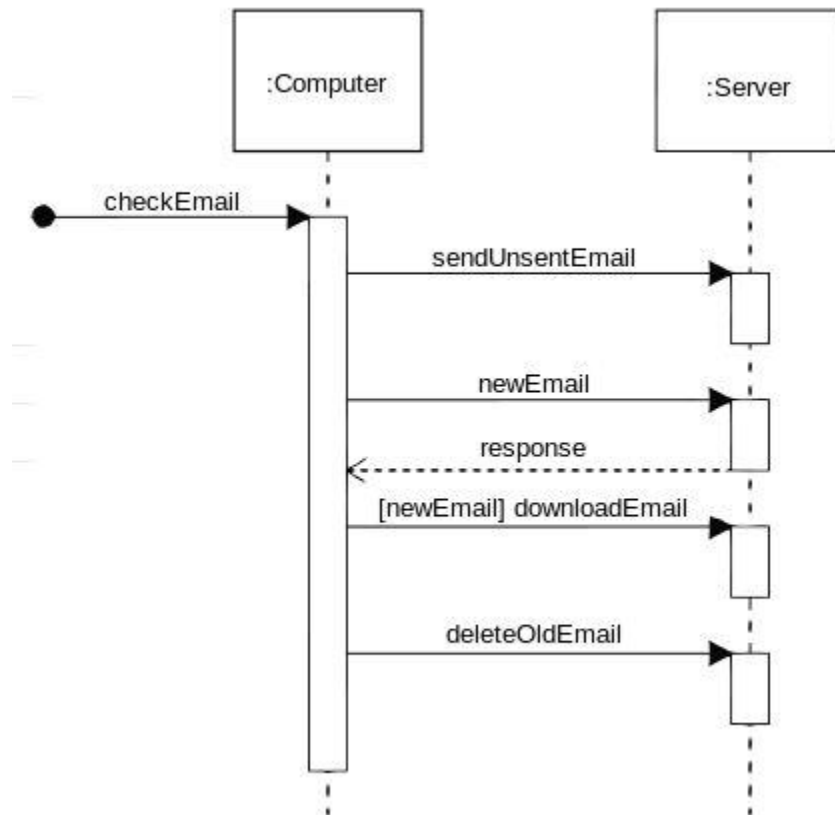 :Computer
:Server
checkEmail
sendUnsentEmail
newEmail
response
[newEmail] downloadEmail
deleteOldEmail